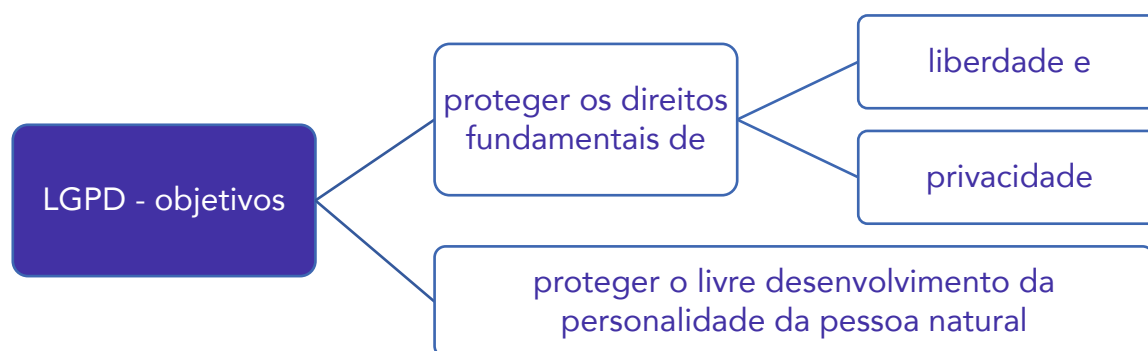 LGPD - objetivos
proteger os direitos
fundamentais de
liberdade e
privacidade
proteger o livre desenvolvimento da
personalidade da pessoa natural